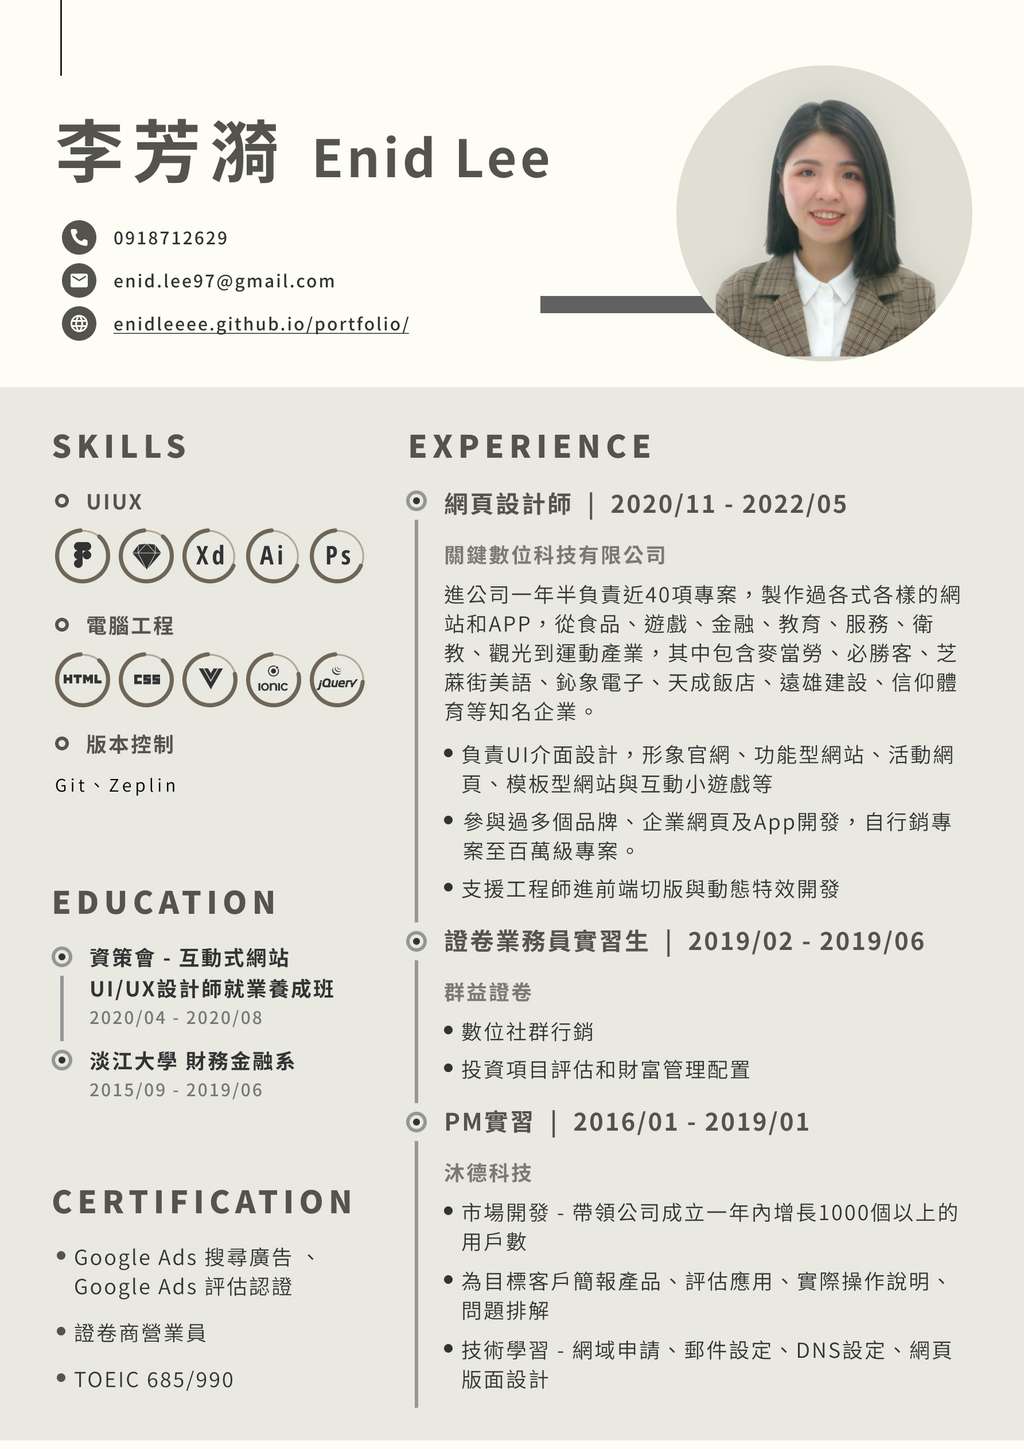 李芳漪 Enid Lee
0918712629
enid.lee97@gmail.com
enidleeee.github.io/portfolio/
SKILLS
UIUX
Xd Ai Ps
電腦工程
HTML CSS ionic jQuery
版本控制
Git、Zeplin
EDUCATION
資策會 - 互動式網站
UI/UX設計師就業養成班
2020/04 - 2020/08
淡江大學 財務金融系
2015/09 - 2019/06
CERTIFICATION
Google Ads 搜尋廣告 、
Google Ads 評估認證
證卷商營業員
TOEIC 685/990
EXPERIENCE
網頁設計師 | 2020/11 - 2022/05
關鍵數位科技有限公司
進公司一年半負責近40項專案，製作過各式各樣的網
站和APP，從食品、遊戲、金融、教育、服務、衛
教、觀光到運動產業，其中包含麥當勞、必勝客、芝
蔴街美語、鈊象電子、天成飯店、遠雄建設、信仰體
育等知名企業。
負責UI介面設計，形象官網、功能型網站、活動網
頁、模板型網站與互動小遊戲等
參與過多個品牌、企業網頁及App開發，自行銷專
案至百萬級專案。
支援工程師進前端切版與動態特效開發
證卷業務員實習生 | 2019/02 - 2019/06
群益證卷
數位社群行銷
投資項目評估和財富管理配置
PM實習 | 2016/01 - 2019/01
沐德科技
市場開發 - 帶領公司成立一年內增長1000個以上的
用戶數
為目標客戶簡報產品、評估應用、實際操作說明、
問題排解
技術學習 - 網域申請、郵件設定、DNS設定、網頁
版面設計